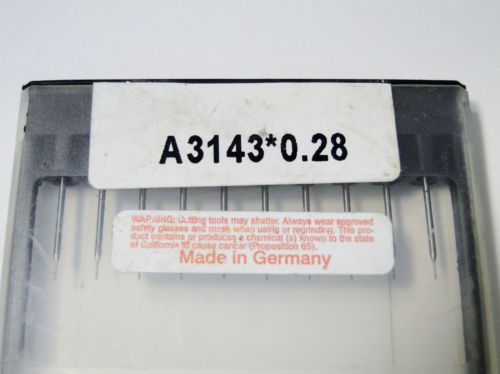 A3143*0.28
WARNING: Cutting tools may shatter. Always wear approved
safety glasses and mask when using or regrinding. This pro-
duct contains or produces a chemical (s) known to the state
of California to cause cancer (Proposition 65).
Made in Germany